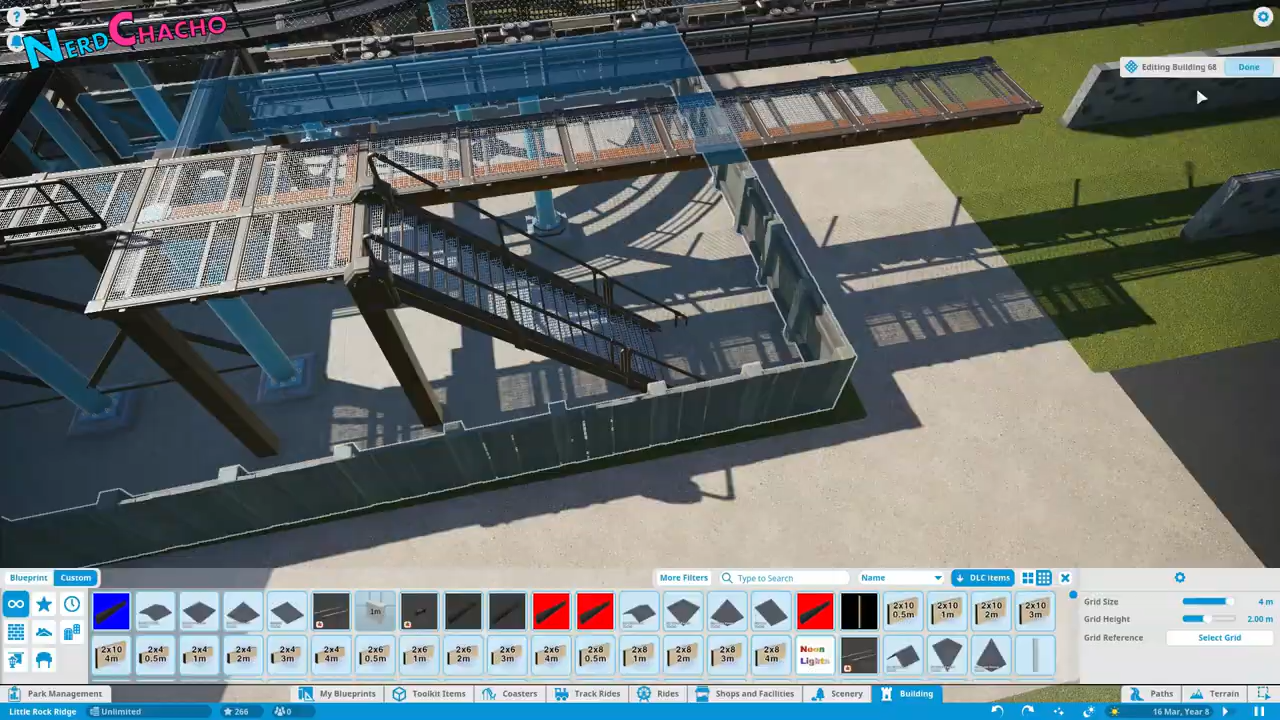 ?
NERDCHACHO
Editing Building 68 Done
Blueprint Custom More Filters Type to Search Name DLC Items
1m 2x10 0.5m 2x10 1m 2x10 2m 2x10 3m
2x10 4m 2x4 0.5m 2x4 1m 2x4 2m 2x4 3m 2x4 4m 2x6 0.5m 2x6 1m 2x6 2m 2x6 3m 2x6 4m 2x8 0.5m 2x8 1m 2x8 2m 2x8 3m 2x8 4m Neon Lights
Grid Size 4 m
Grid Height 2.00 m
Grid Reference Select Grid
Park Management My Blueprints Toolkit Items Coasters Track Rides Rides Shops and Facilities Scenery Building Paths Terrain
Little Rock Ridge Unlimited 266 0 16 Mar, Year 8